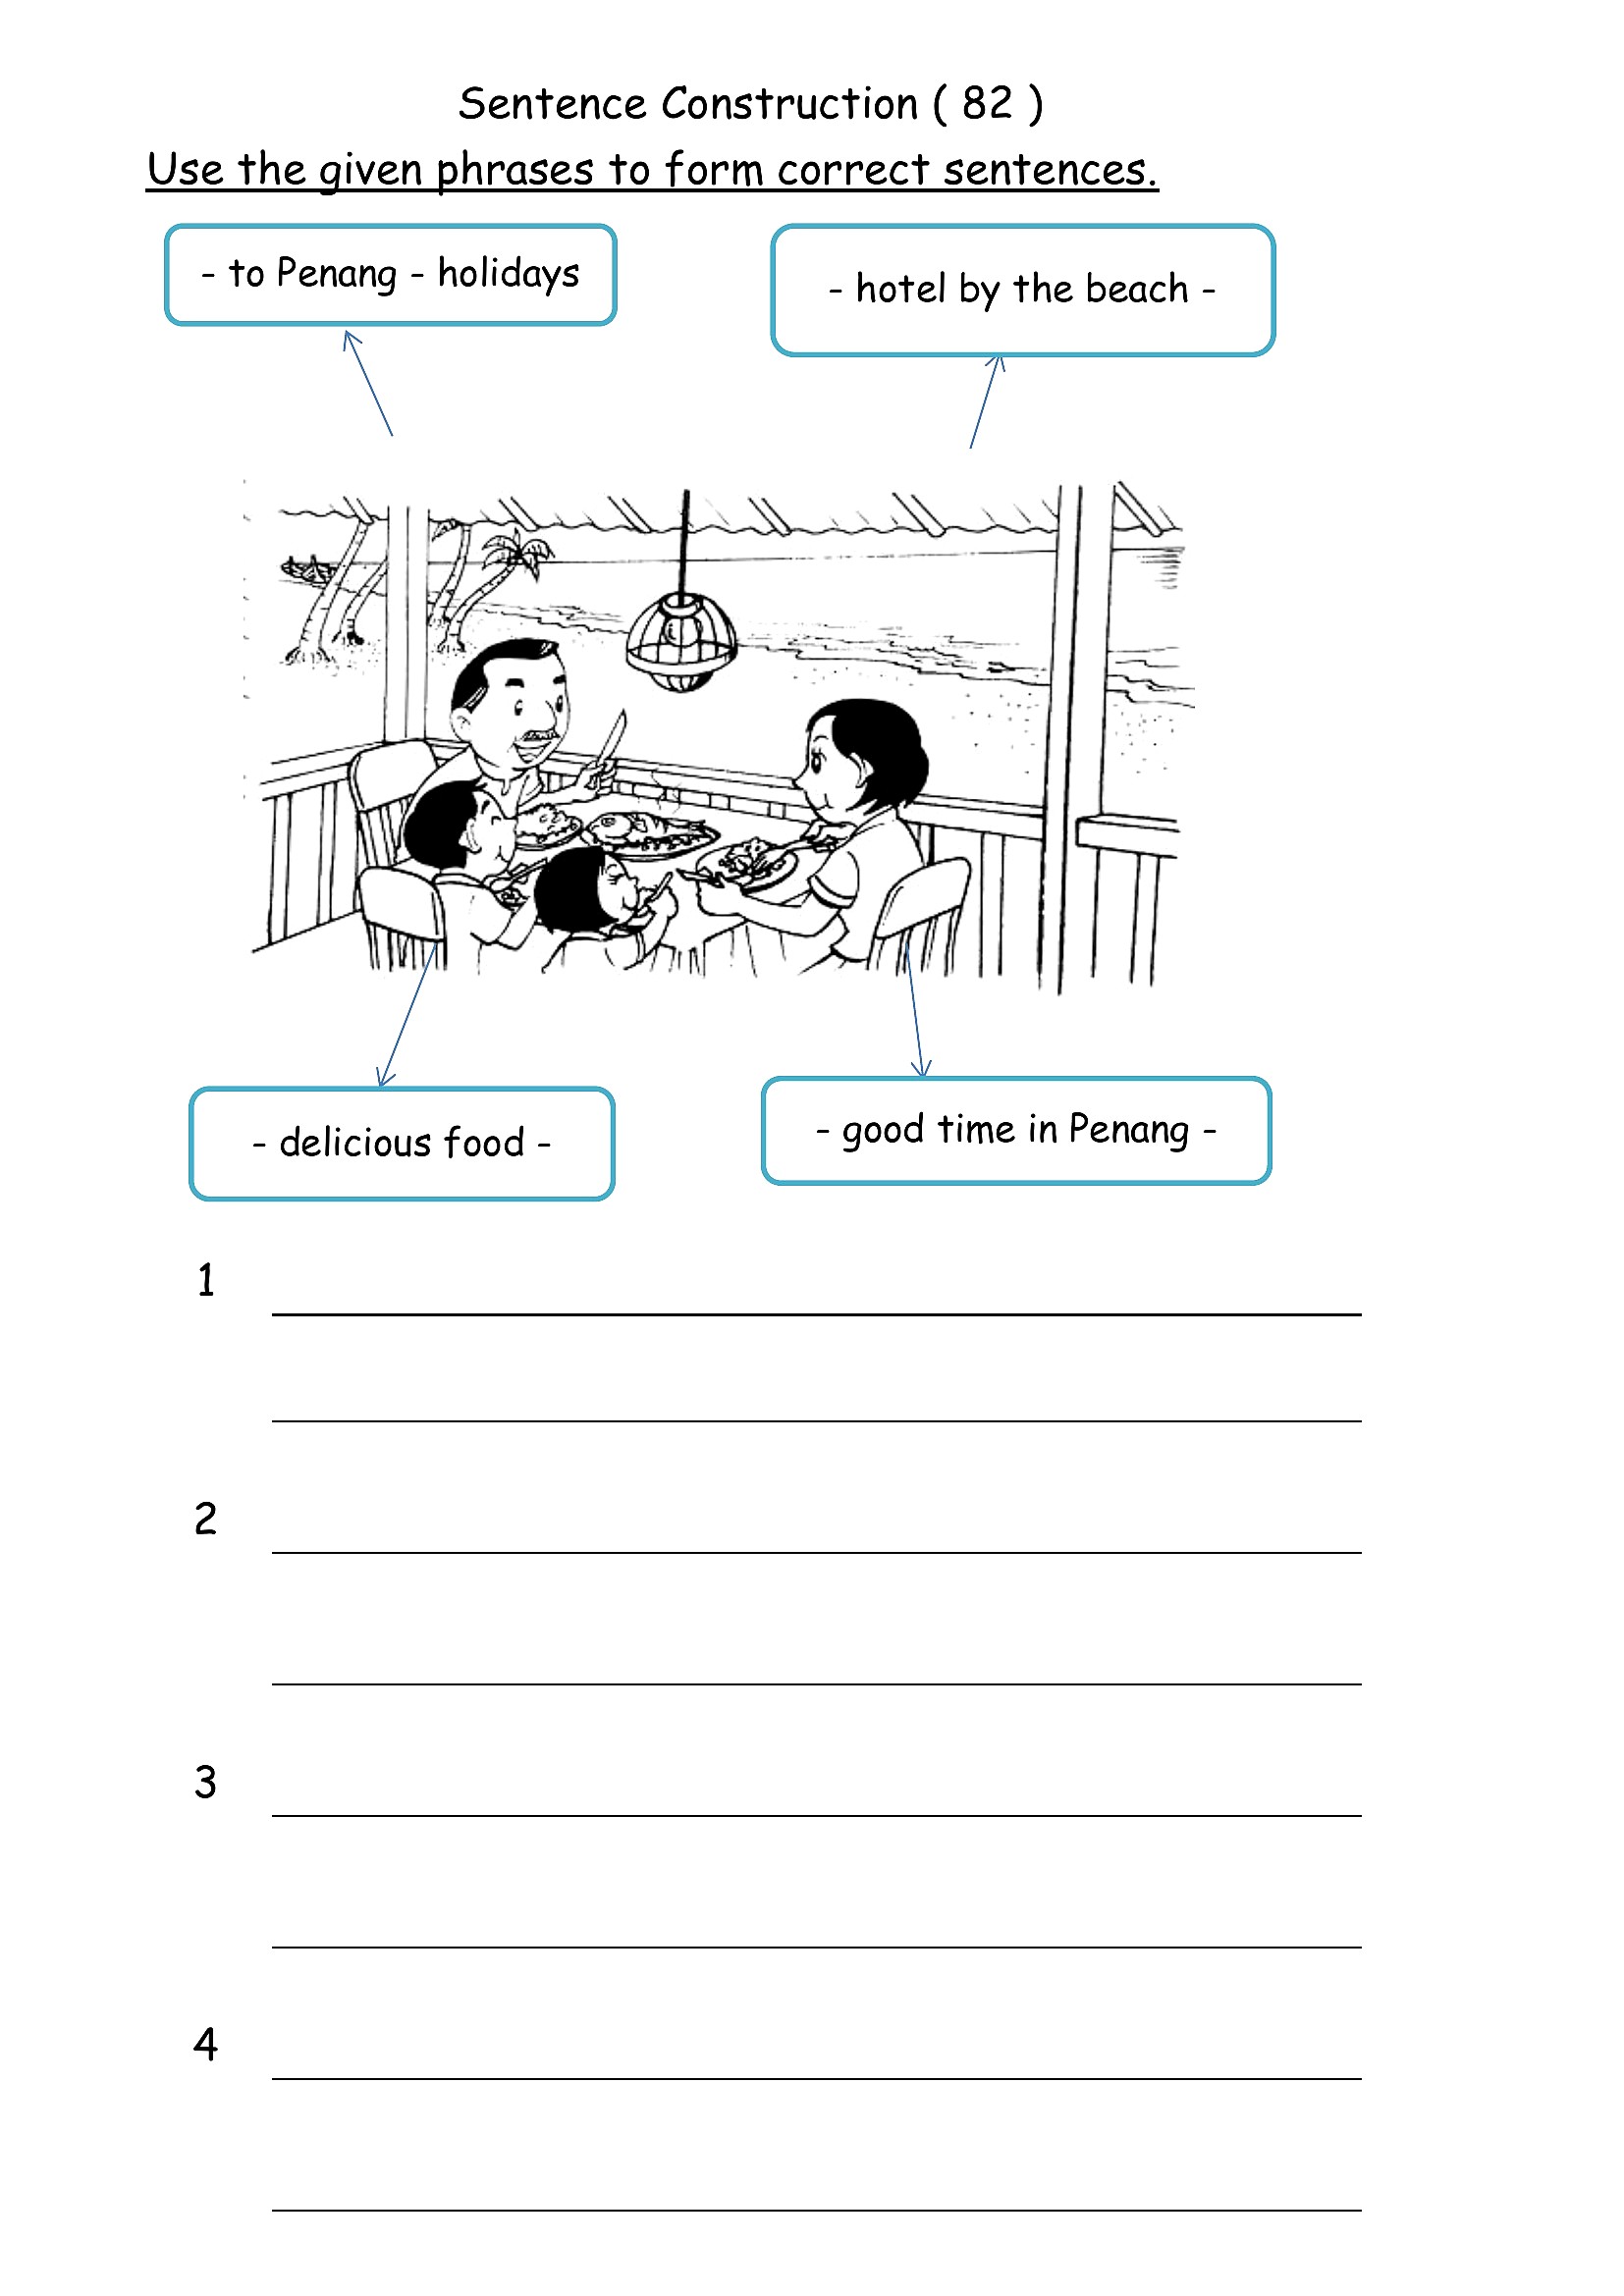 Sentence Construction ( 82 )
Use the given phrases to form correct sentences.
- to Penang - holidays
- hotel by the beach -
- delicious food -
- good time in Penang -
1
2
3
4